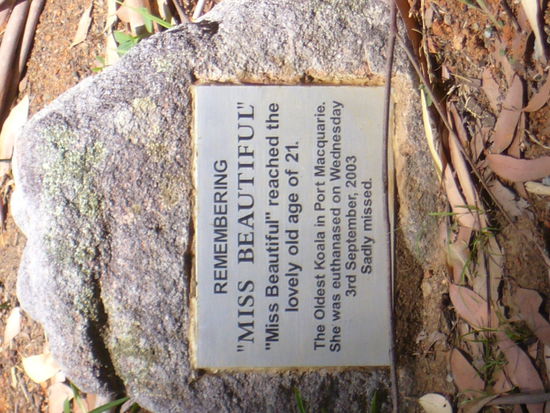 REMEMBERING
"MISS BEAUTIFUL"
"Miss Beautiful" reached the
lovely old age of 21.
The Oldest Koala in Port Macquarie.
She was euthanased on Wednesday
3rd September, 2003
Sadly missed.